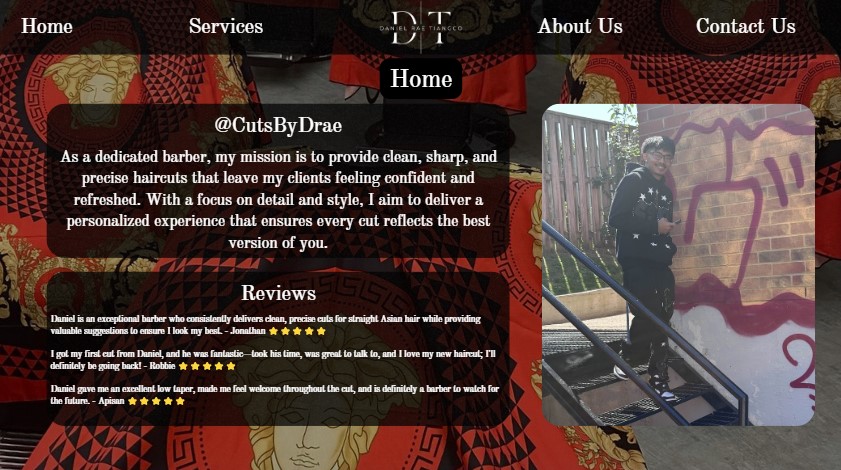 Home
Services
DT
DANIEL RAE TIANGCO
About Us
Contact Us
Home
@CutsByDrae
As a dedicated barber, my mission is to provide clean, sharp, and
precise haircuts that leave my clients feeling confident and
refreshed. With a focus on detail and style, I aim to deliver a
personalized experience that ensures every cut reflects the best
version of you.
Reviews
Daniel is an exceptional barber who consistently delivers clean, precise cuts for straight Asian hair while providing
valuable suggestions to ensure I look my best. - Jonathan ⭐⭐⭐⭐⭐
I got my first cut from Daniel, and he was fantastic—took his time, was great to talk to, and I love my new haircut; I'll
definitely be going back! - Robbie ⭐⭐⭐⭐⭐
Daniel gave me an excellent low taper, made me feel welcome throughout the cut, and is definitely a barber to watch for
the future. - Apisan ⭐⭐⭐⭐⭐
2